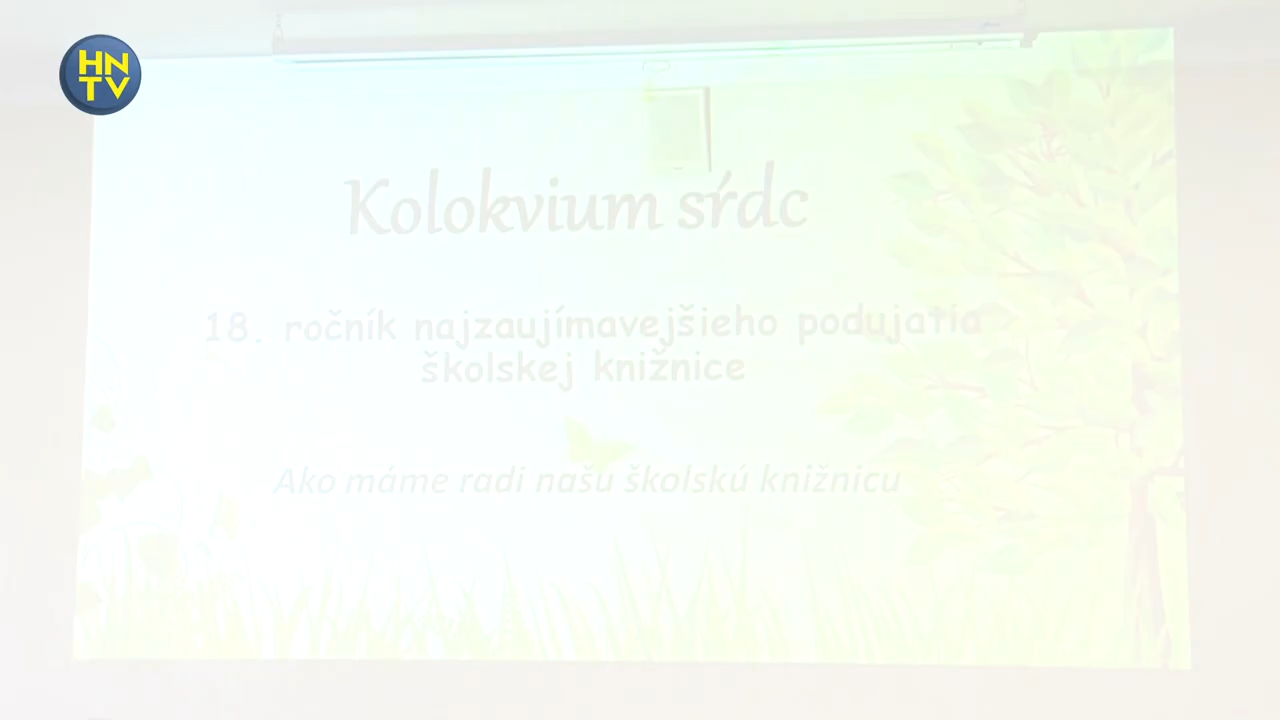 HN
TV
Kolokvium sŕdc
18. ročník najzaujímavejšieho podujatia
školskej knižnice
Ako máme radi našu školskú knižnicu